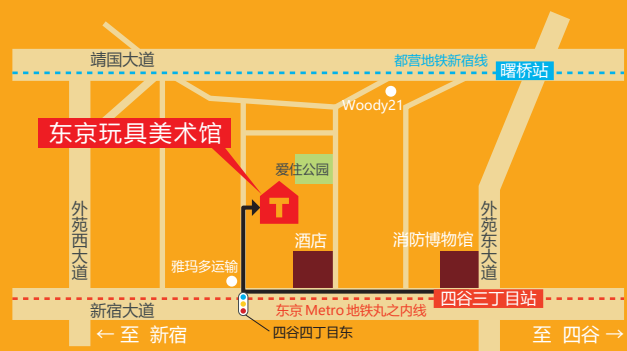 靖国大道
都营地铁新宿线
曙桥站
Woody21
东京玩具美术馆
爱住公园
外苑西大道
外苑东大道
酒店
消防博物馆
雅玛多运输
四谷三丁目站
新宿大道
东京 Metro 地铁丸之内线
← 至 新宿
四谷四丁目东
至 四谷 →